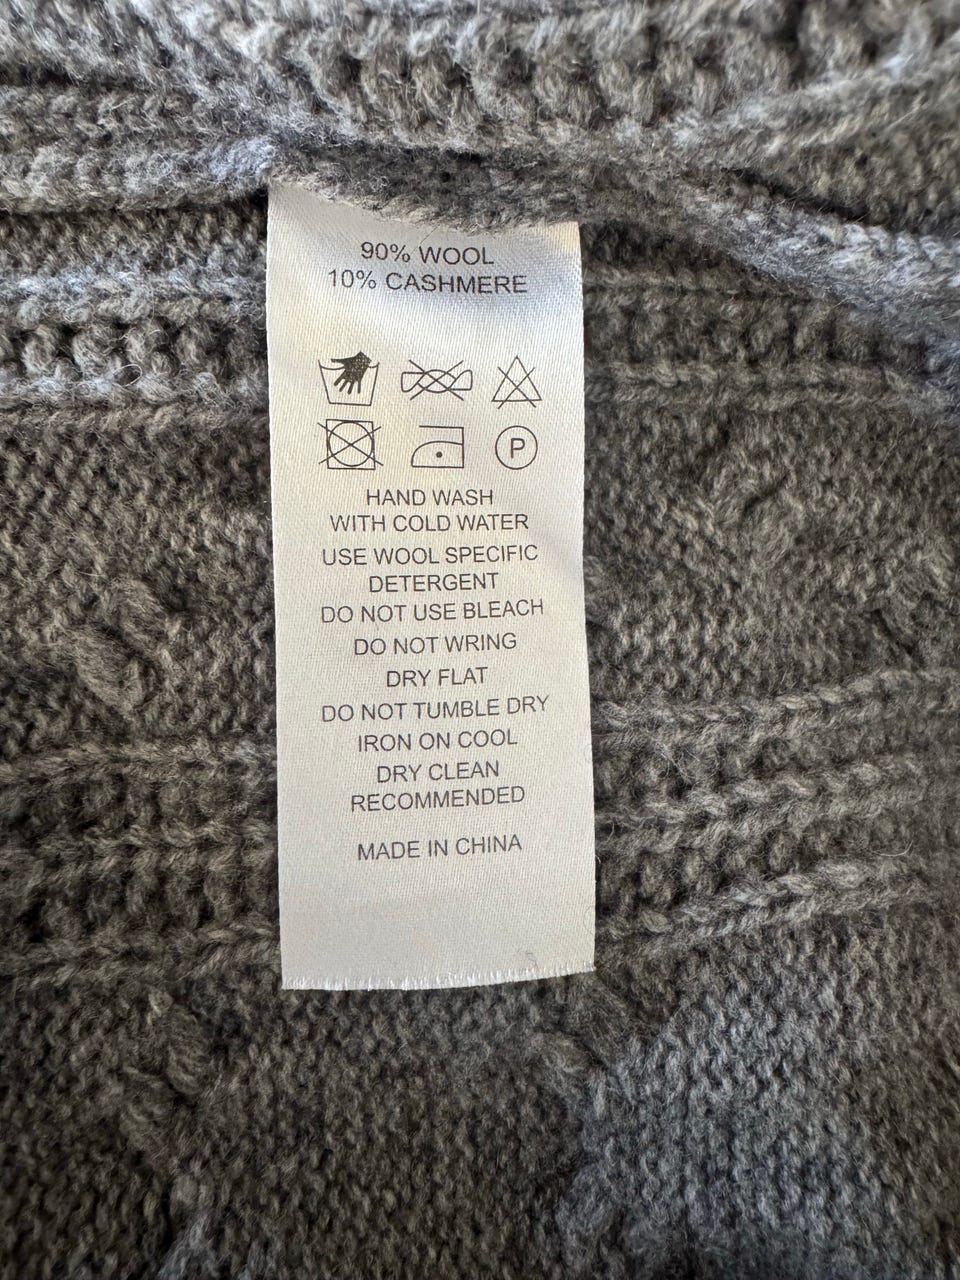 90% WOOL
10% CASHMERE
P
HAND WASH
WITH COLD WATER
USE WOOL SPECIFIC
DETERGENT
DO NOT USE BLEACH
DO NOT WRING
DRY FLAT
DO NOT TUMBLE DRY
IRON ON COOL
DRY CLEAN
RECOMMENDED
MADE IN CHINA